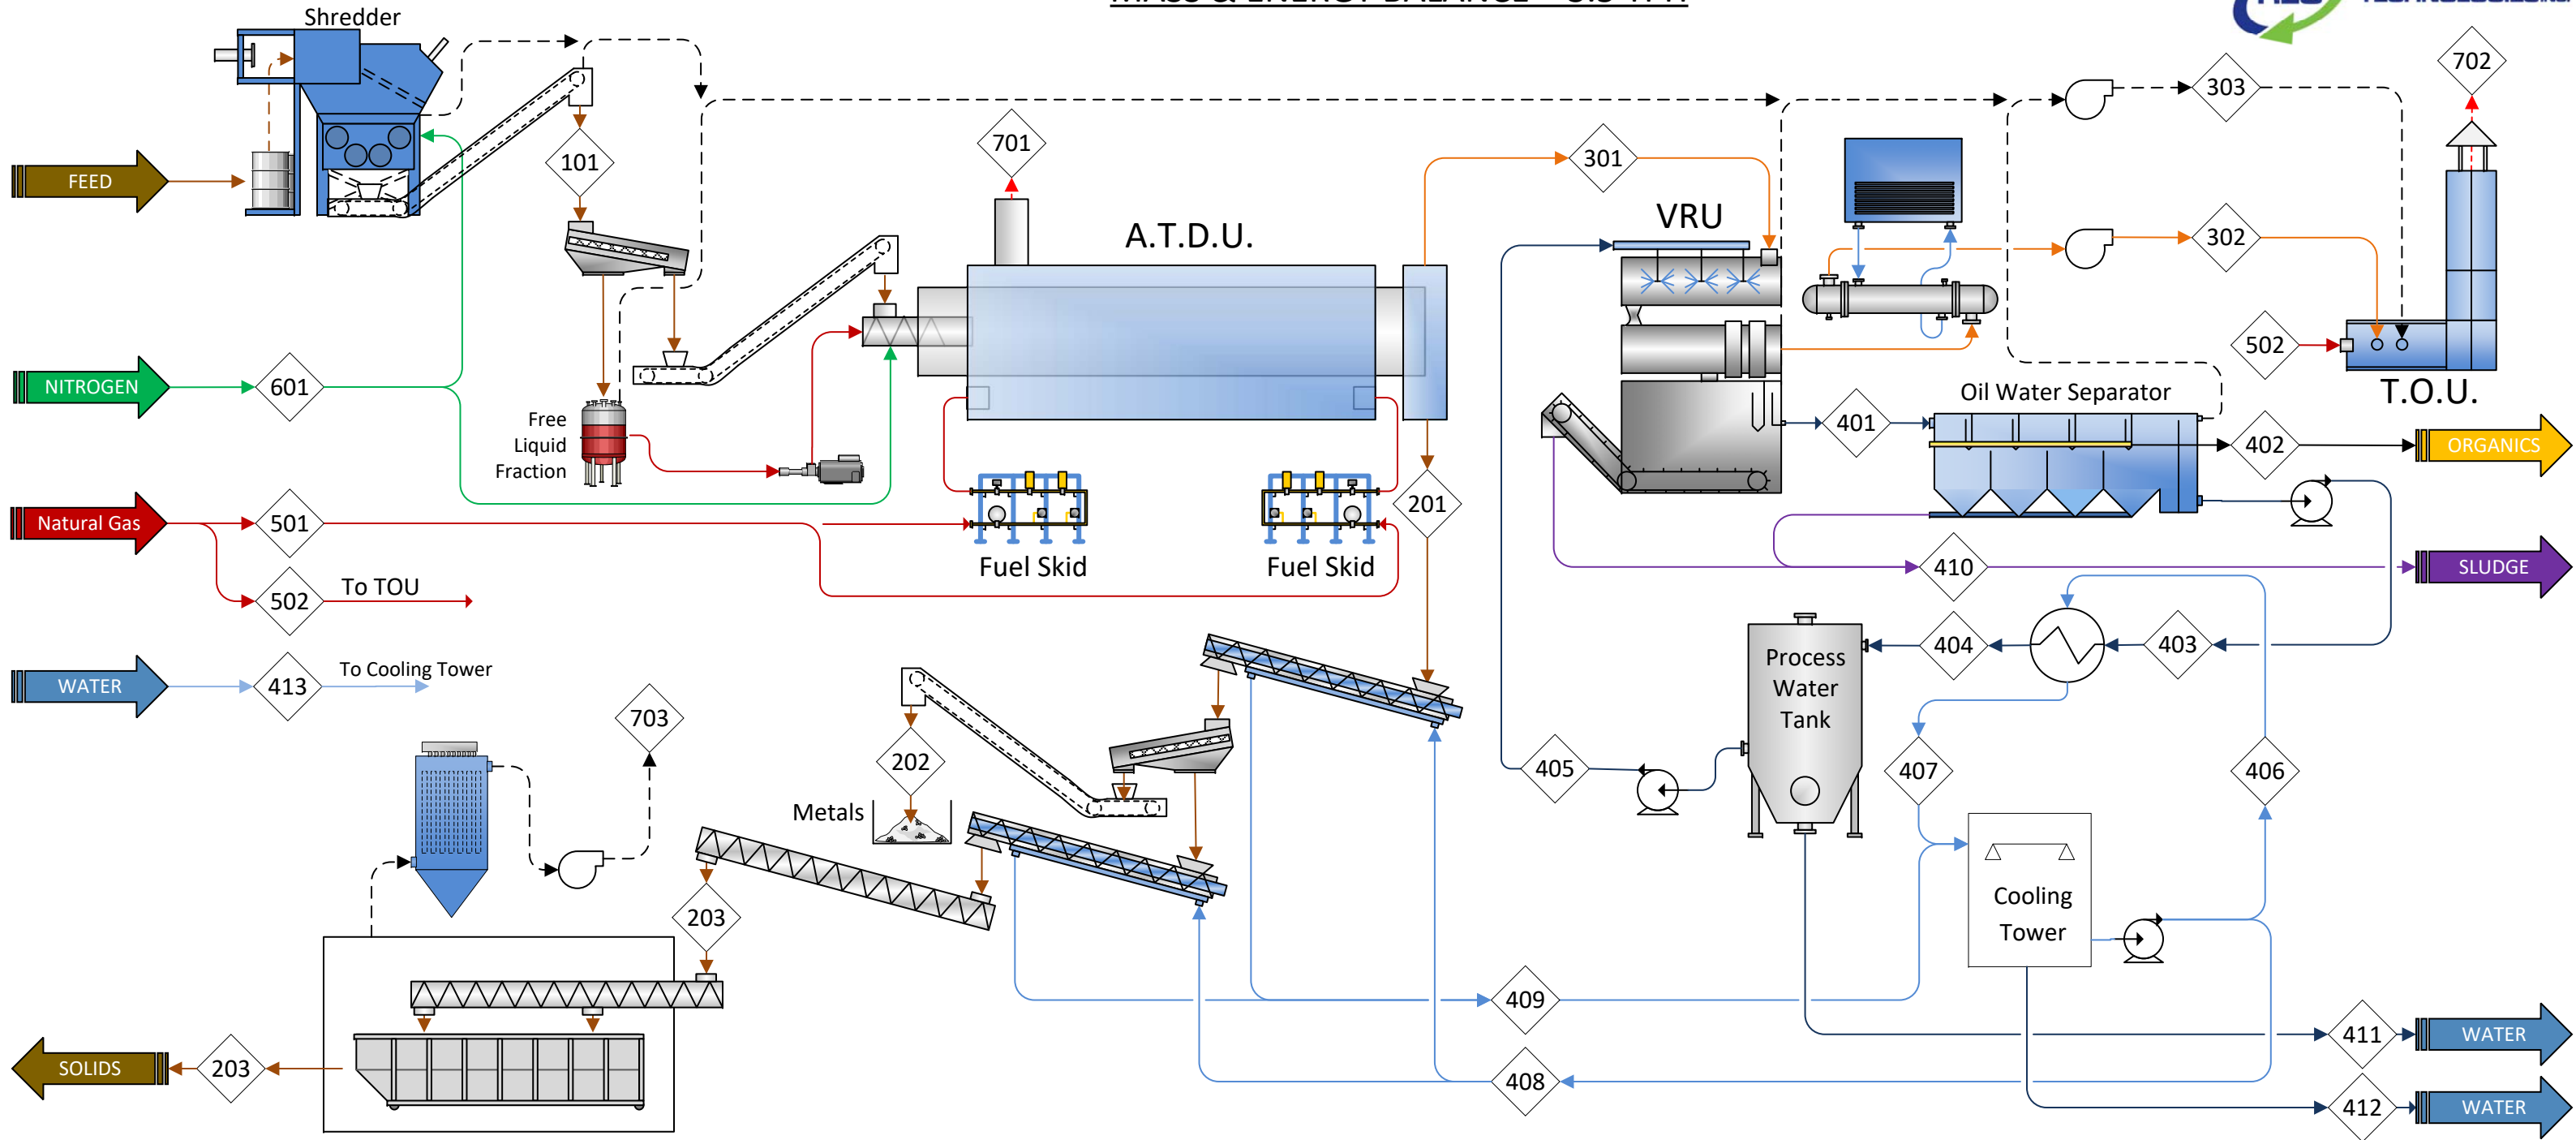 MASS & ENERGY BALANCE
Shredder
702
303
701
101
301
FEED
A.T.D.U.
VRU
302
502
NITROGEN
601
Oil Water Separator
T.O.U.
Free
Liquid
Fraction
401
402
ORGANICS
201
Natural Gas
501
Fuel Skid
Fuel Skid
410
SLUDGE
502
To TOU
Process
Water
Tank
404
403
WATER
413
To Cooling Tower
703
202
405
407
406
Metals
Cooling
Tower
203
409
411
WATER
SOLIDS
203
408
412
WATER